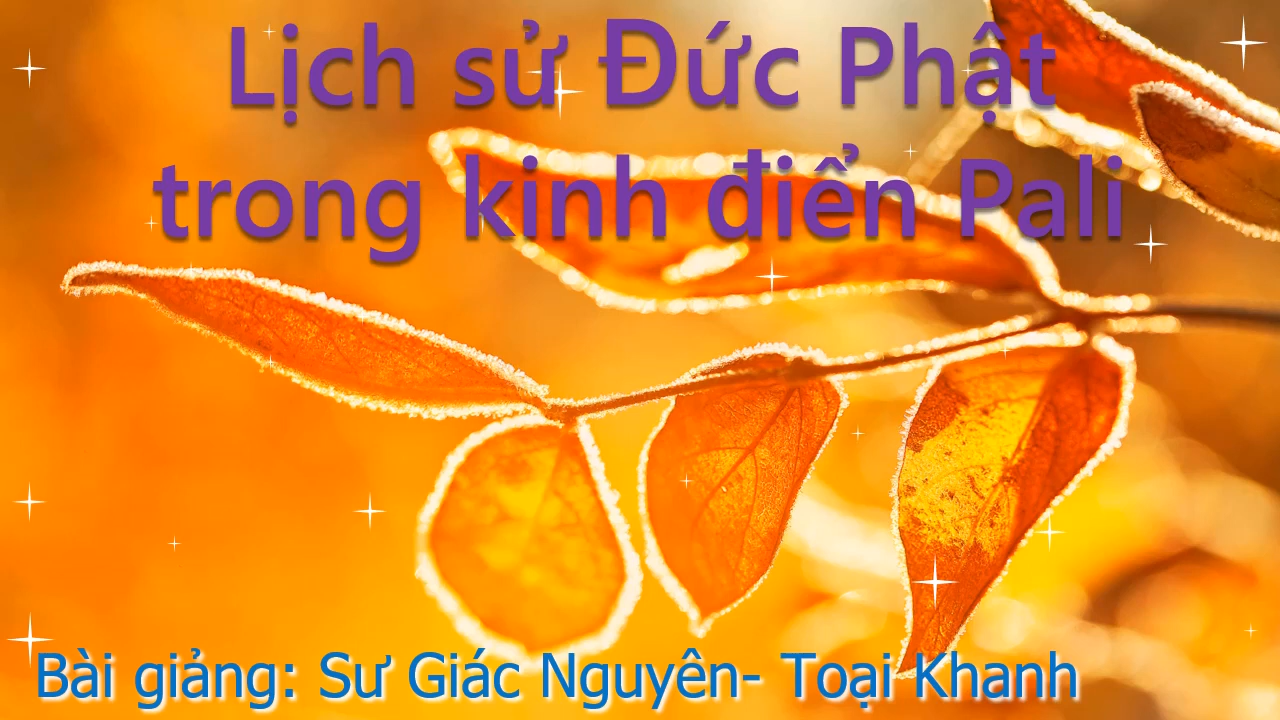 Lịch sử Đức Phật
trong kinh điển Pali
Bài giảng: Sư Giác Nguyên- Toại Khanh